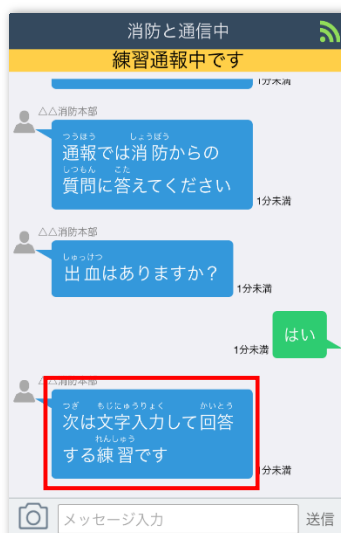 消防と通信中
練習通報中です
1分未満
△△消防本部
つうほう しょうぼう
通報では消防からの
しつもん こた
質問に答えてください
1分未満
△△消防本部
しゅっけつ
出血はありますか？
1分未満
はい
1分未満
△△消防本部
つぎ もじにゅうりょく かいとう
次は文字入力して回答
れんしゅう
する練習です
1分未満
メッセージ入力
送信